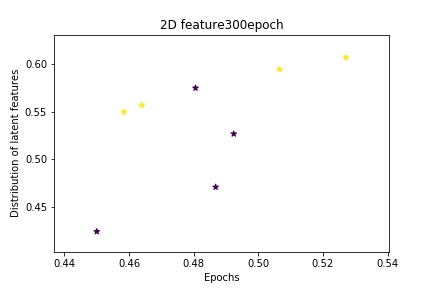 2D feature300epoch
0.60
0.55
0.50
0.45
Distribution of latent features
0.44 0.46 0.48 0.50 0.52 0.54
Epochs